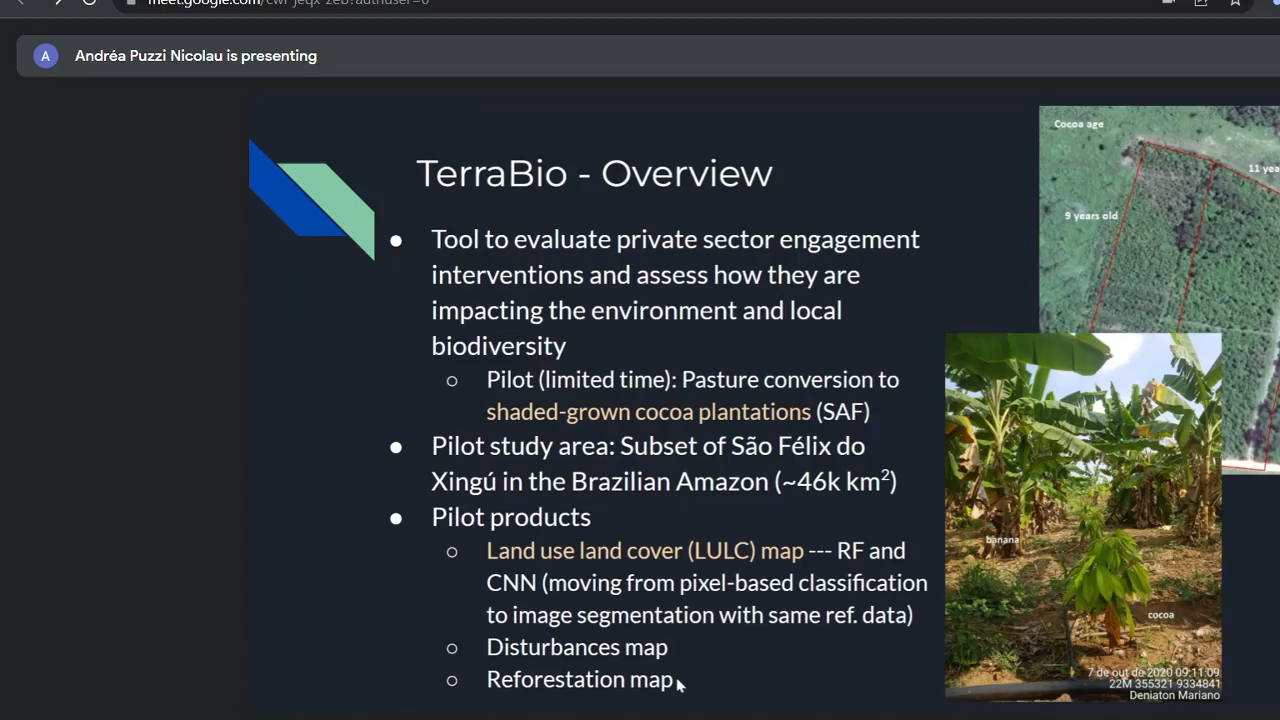 A
Andréa Puzzi Nicolau is presenting
TerraBio - Overview
● Tool to evaluate private sector engagement
interventions and assess how they are
impacting the environment and local
biodiversity
○ Pilot (limited time): Pasture conversion to
shaded-grown cocoa plantations (SAF)
● Pilot study area: Subset of São Félix do
Xingú in the Brazilian Amazon (~46k km²)
● Pilot products
○ Land use land cover (LULC) map --- RF and
CNN (moving from pixel-based classification
to image segmentation with same ref. data)
○ Disturbances map
○ Reforestation map
Cocoa age
11 yea
9 years old
banana
cocoa
7 de out de 2020 09:11:09
22M 355321 9334841
Deniaton Mariano